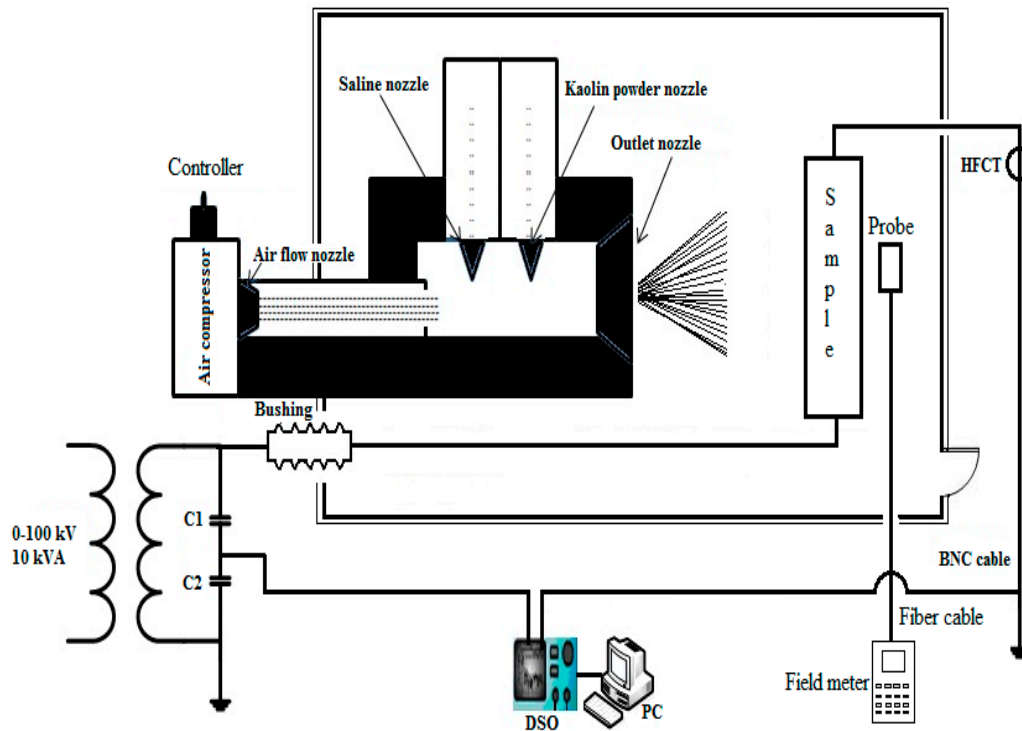 Saline nozzle
Kaolin powder nozzle
Outlet nozzle
Controller
HFCT
Sample
Probe
Air flow nozzle
Air compressor
Bushing
C1
0-100 kV
10 kVA
C2
BNC cable
Fiber cable
Field meter
DSO
PC